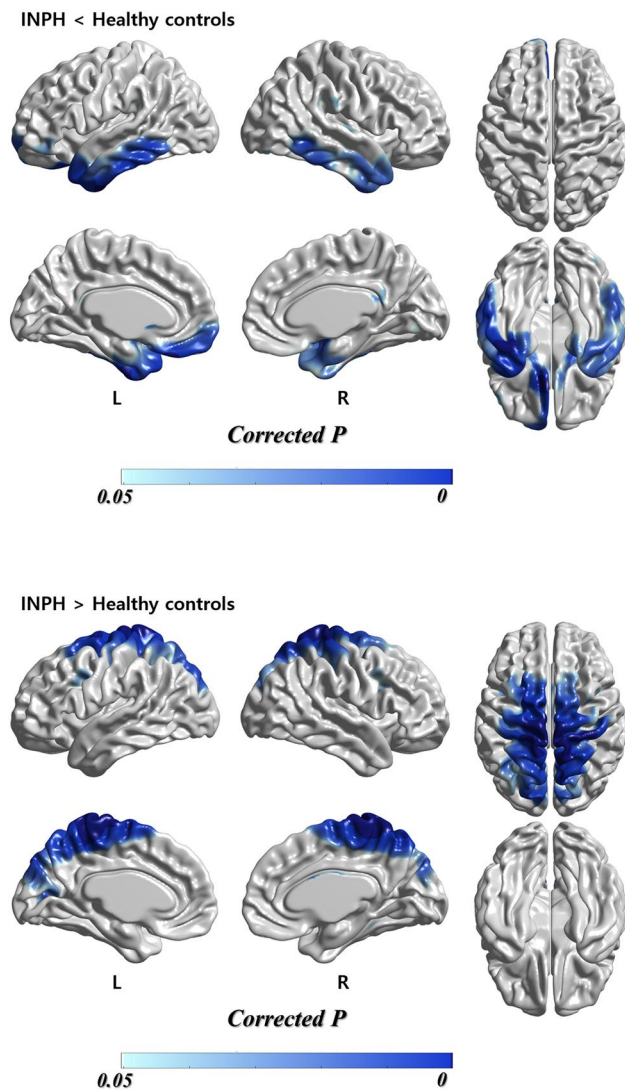 INPH < Healthy controls
L
R
Corrected P
0.05
0
INPH > Healthy controls
L
R
Corrected P
0.05
0